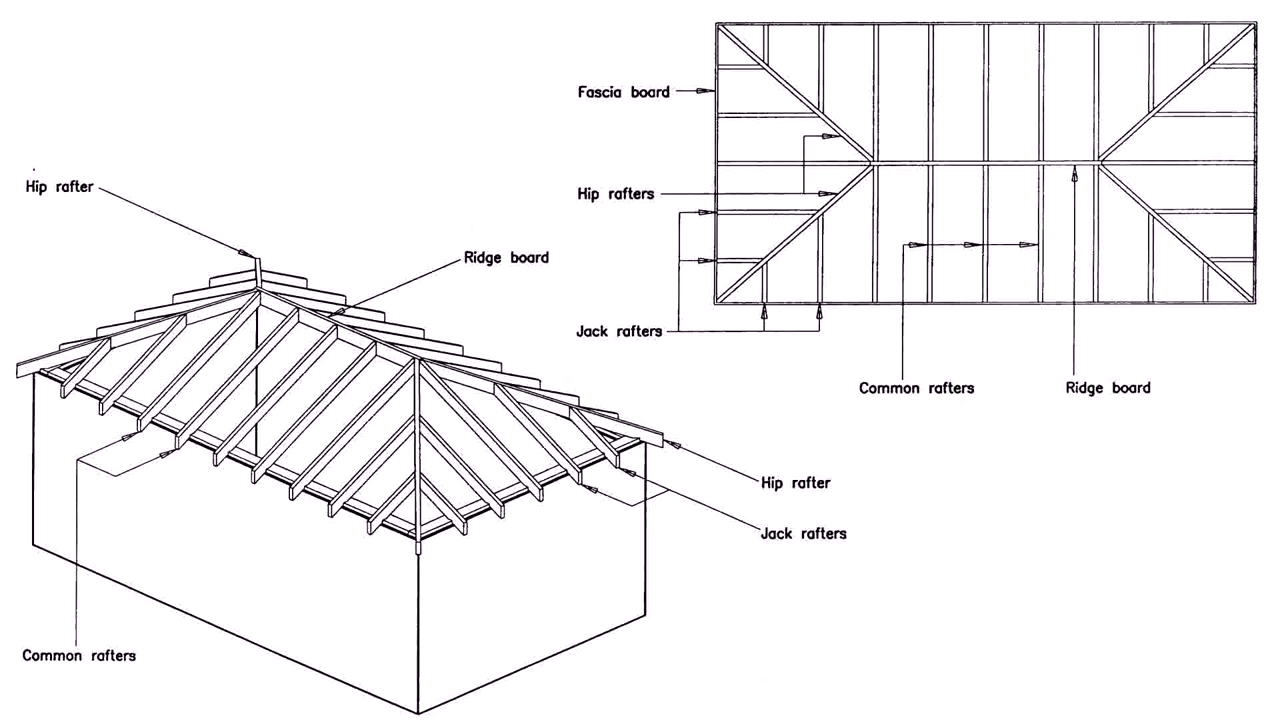 Fascia board
Hip rafters
Jack rafters
Common rafters
Ridge board
Hip rafter
Ridge board
Hip rafter
Jack rafters
Common rafters